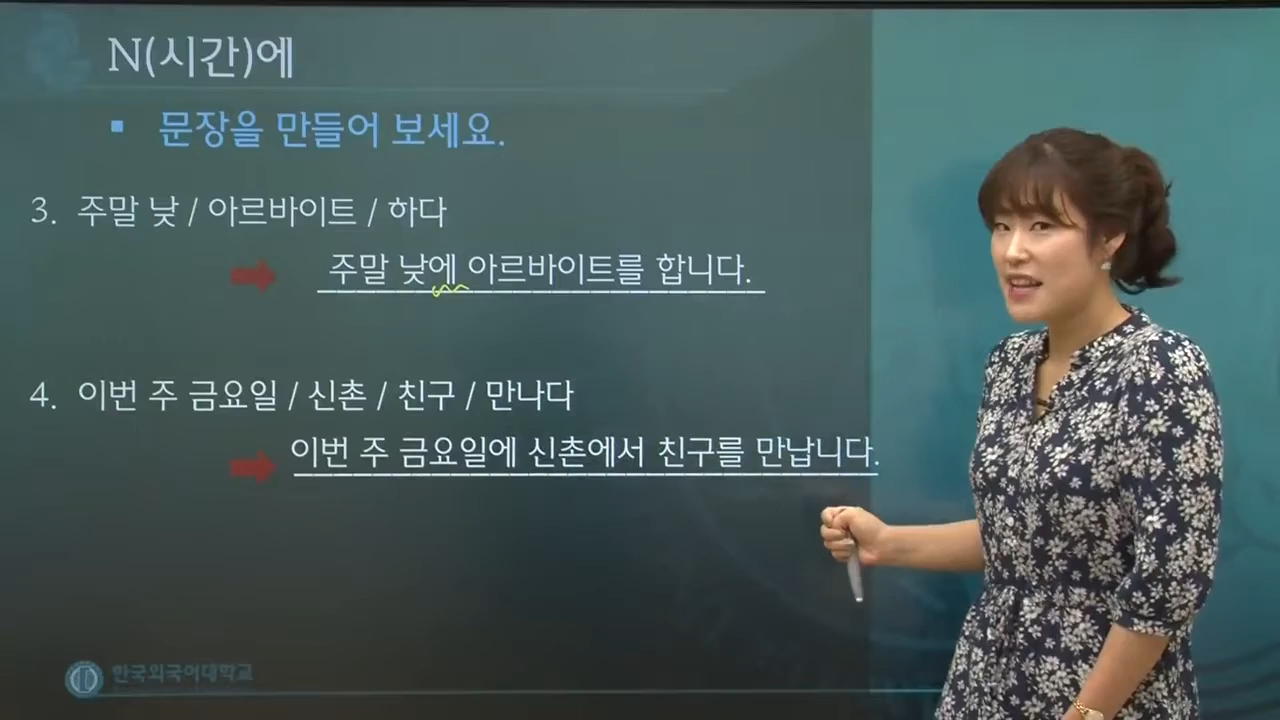 N(시간)에
▪ 문장을 만들어 보세요.
3. 주말 낮 / 아르바이트 / 하다
주말 낮에 아르바이트를 합니다.
4. 이번 주 금요일 / 신촌 / 친구 / 만나다
이번 주 금요일에 신촌에서 친구를 만납니다.
한국외국어대학교